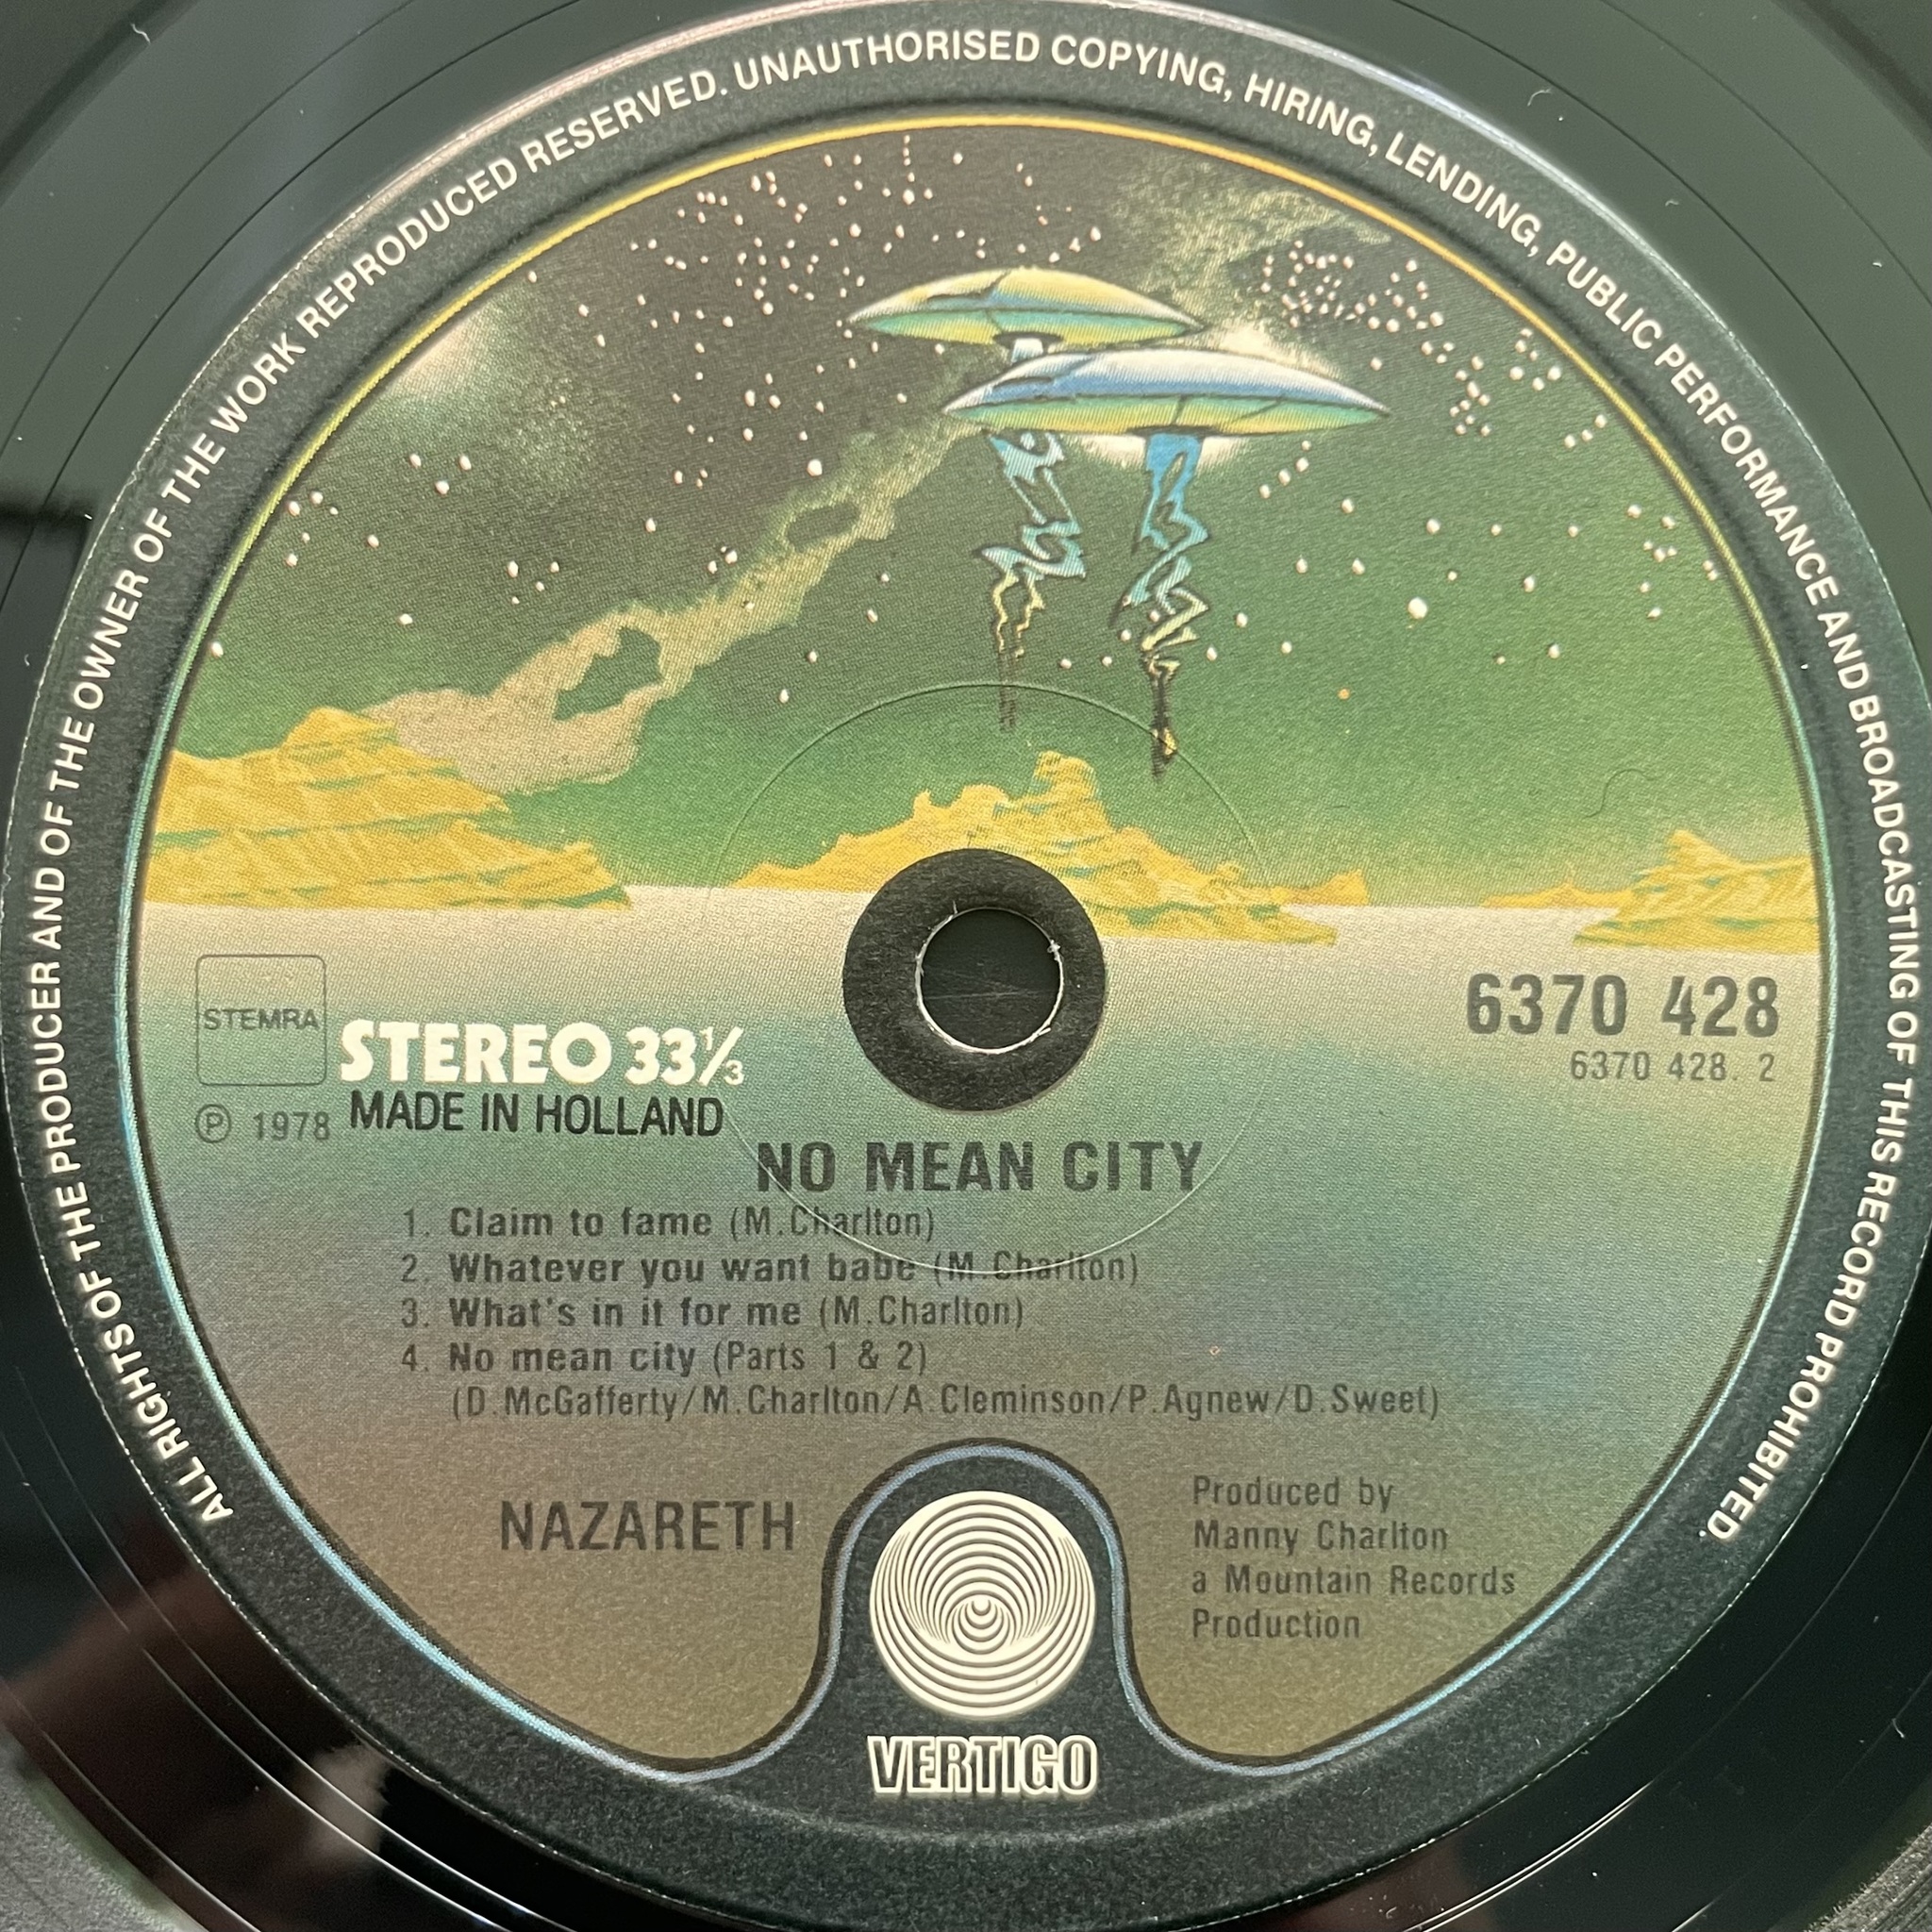 ALL RIGHTS OF THE PRODUCER AND OF THE OWNER OF THE WORK REPRODUCED RESERVED. UNAUTHORISED COPYING, HIRING, LENDING, PUBLIC PERFORMANCE AND BROADCASTING OF THIS RECORD PROHIBITED.
STEMRA
STEREO 33⅓
MADE IN HOLLAND
℗ 1978
6370 428
6370 428. 2
NO MEAN CITY
1. Claim to fame (M.Charlton)
2. Whatever you want babe (M.Charlton)
3. What's in it for me (M.Charlton)
4. No mean city (Parts 1 & 2)
(D.McGafferty/M.Charlton/A.Cleminson/P.Agnew/D.Sweet)
NAZARETH
Produced by
Manny Charlton
a Mountain Records
Production
VERTIGO